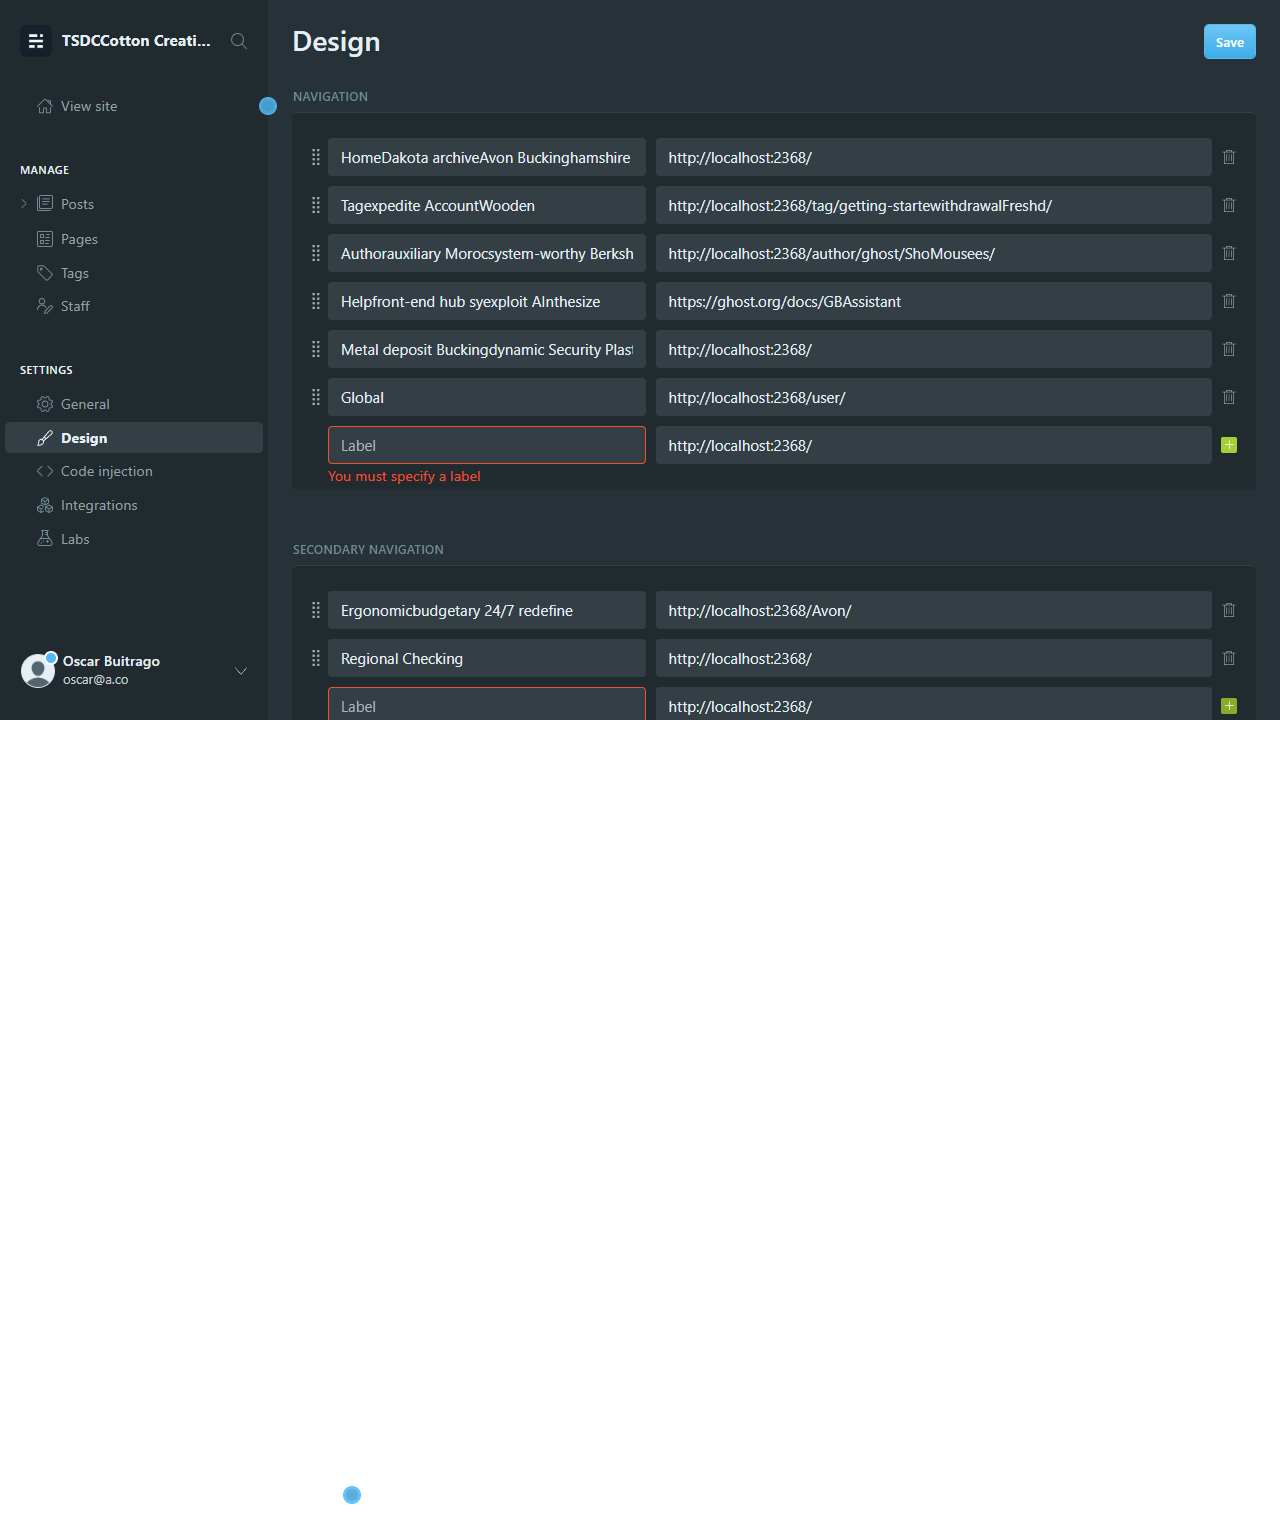 TSDCCotton Creati...
View site
MANAGE
Posts
Pages
Tags
Staff
SETTINGS
General
Design
Code injection
Integrations
Labs
Oscar Buitrago
oscar@a.co
Design
Save
NAVIGATION
HomeDakota archiveAvon Buckinghamshire http://localhost:2368/
Tagexpedite AccountWooden http://localhost:2368/tag/getting-startewithdrawalFreshd/
Authorauxiliary Morocsystem-worthy Berksh http://localhost:2368/author/ghost/ShoMousees/
Helpfront-end hub syexploit AInthesize https://ghost.org/docs/GBAssistant
Metal deposit Buckingdynamic Security Plast http://localhost:2368/
Global http://localhost:2368/user/
Label http://localhost:2368/
You must specify a label
SECONDARY NAVIGATION
Ergonomicbudgetary 24/7 redefine http://localhost:2368/Avon/
Regional Checking http://localhost:2368/
Label http://localhost:2368/